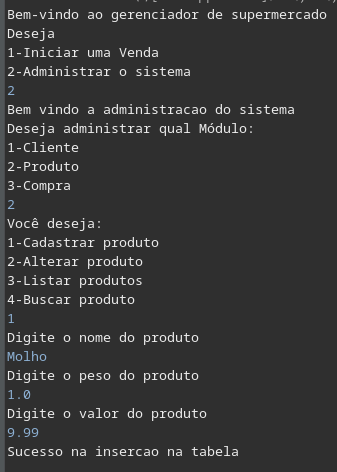 Bem-vindo ao gerenciador de supermercado
Deseja
1-Iniciar uma Venda
2-Administrar o sistema
2
Bem vindo a administracao do sistema
Deseja administrar qual Módulo:
1-Cliente
2-Produto
3-Compra
2
Você deseja:
1-Cadastrar produto
2-Alterar produto
3-Listar produtos
4-Buscar produto
1
Digite o nome do produto
Molho
Digite o peso do produto
1.0
Digite o valor do produto
9.99
Sucesso na insercao na tabela